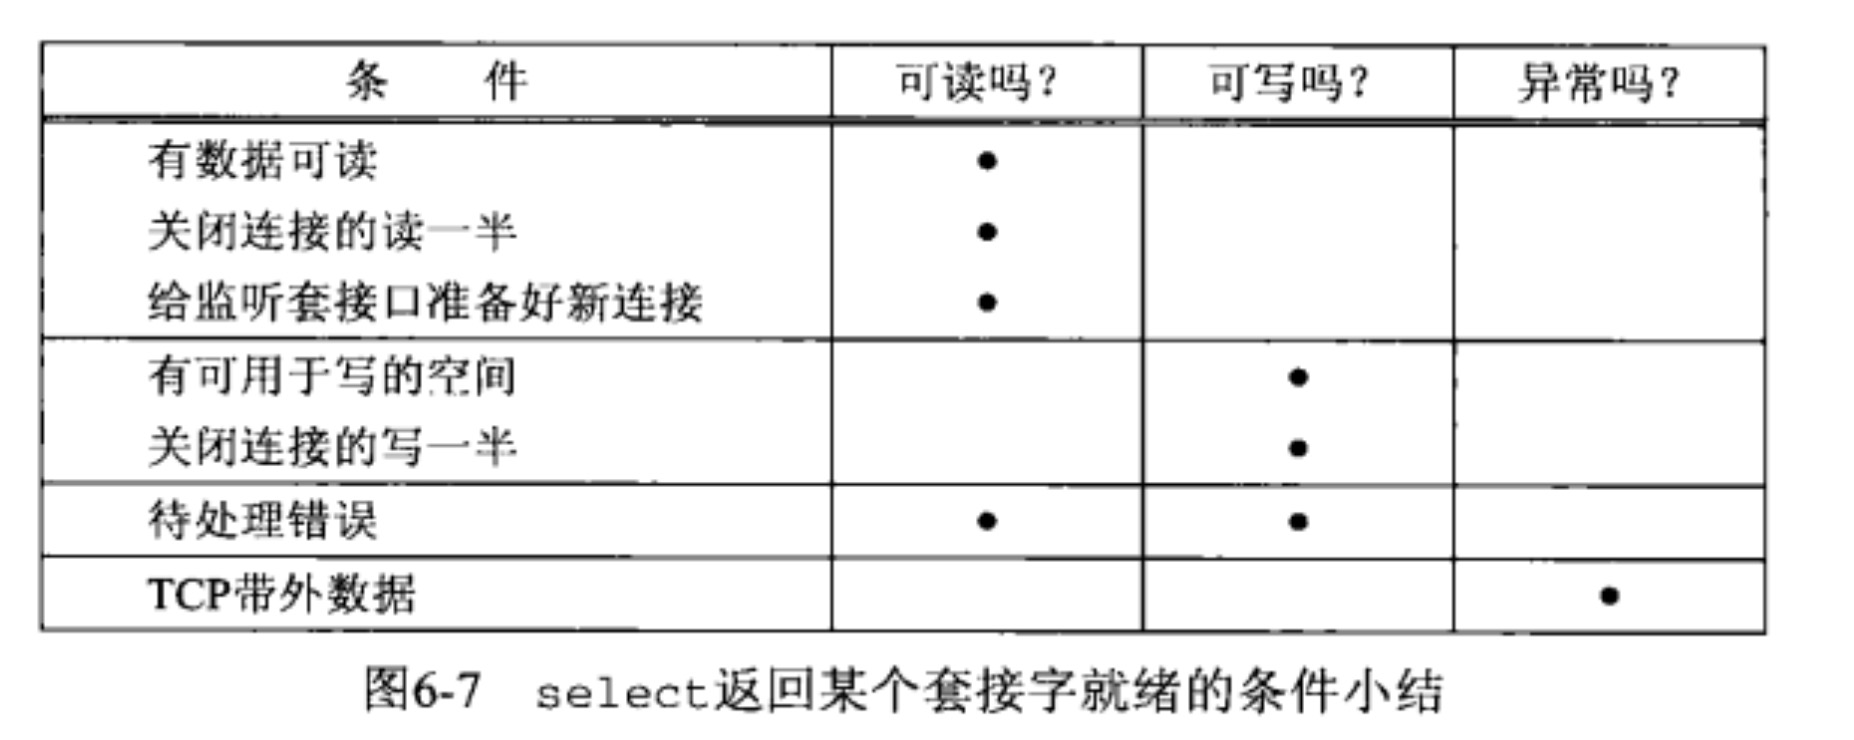 条 件 可读吗? 可写吗? 异常吗?
有数据可读 ●
关闭连接的读一半 ●
给监听套接口准备好新连接 ●
有可用于写的空间 ●
关闭连接的写一半 ●
待处理错误 ● ●
TCP带外数据 ●
图6-7 select返回某个套接字就绪的条件小结